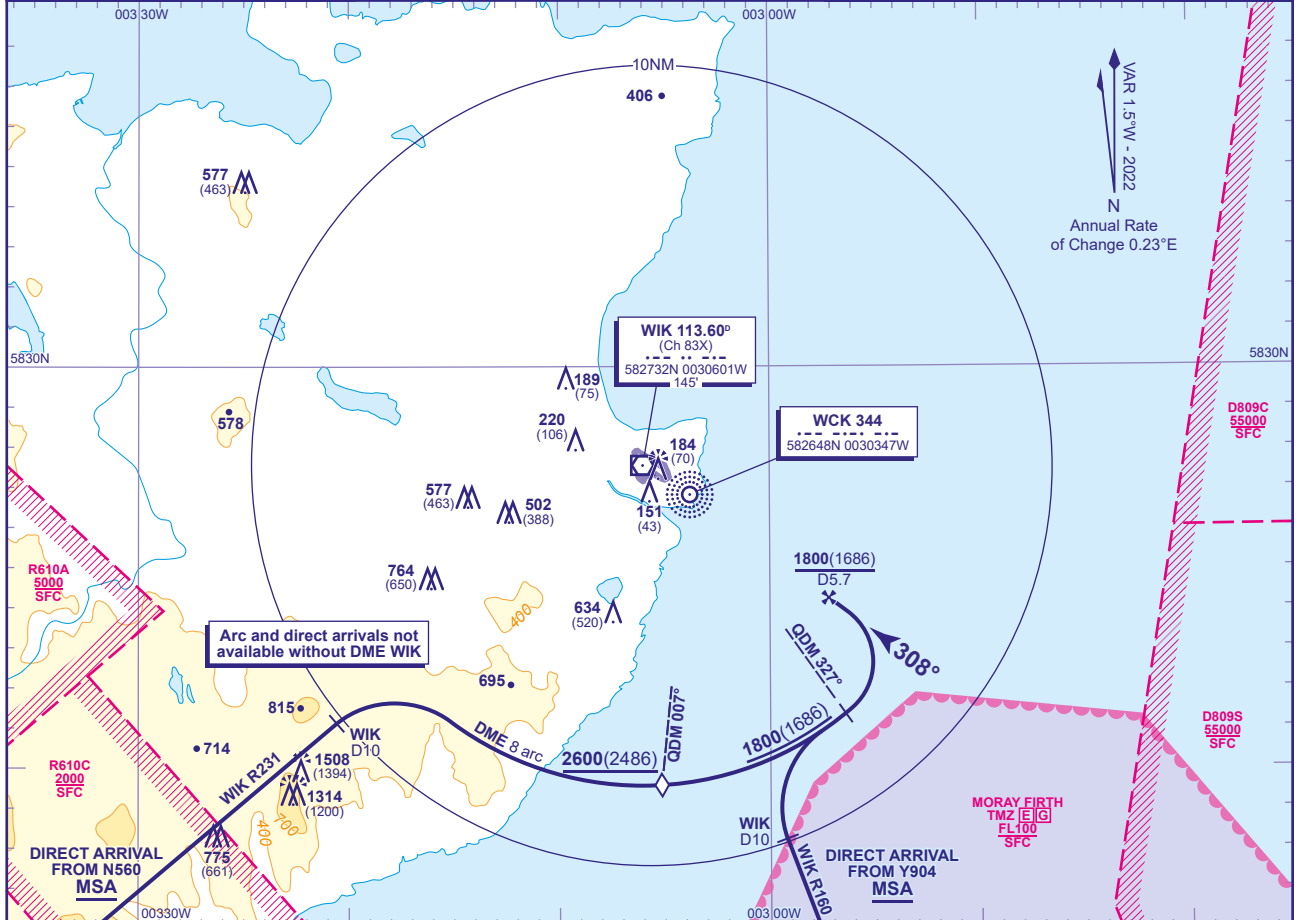 003 30W
003 00W
10NM
406
VAR 1.5°W - 2022
N
Annual Rate
of Change 0.23°E
577
(463)
WIK 113.60ᴰ
(Ch 83X)
·-- ·· -·-
582732N 0030601W
145'
5830N
5830N
189
(75)
578
220
(106)
WCK 344
·-- -·-· -·-
582648N 0030347W
D809C
55000
SFC
184
(70)
577
(463)
502
(388)
151
(43)
R610A
5000
SFC
764
(650)
400
634
(520)
1800(1686)
D5.7
Arc and direct arrivals not
available without DME WIK
QDM 327°
308°
695
815
714
WIK
D10
DME 8 arc
QDM 007°
2600(2486)
1800(1686)
D809S
55000
SFC
R610C
2000
SFC
WIK R231
1508
(1394)
1314
(1200)
700
400
775
(661)
DIRECT ARRIVAL
FROM N560
MSA
WIK
D10
WIK R160
DIRECT ARRIVAL
FROM Y904
MSA
MORAY FIRTH
TMZ E G
FL100
SFC
00330W
003 00W